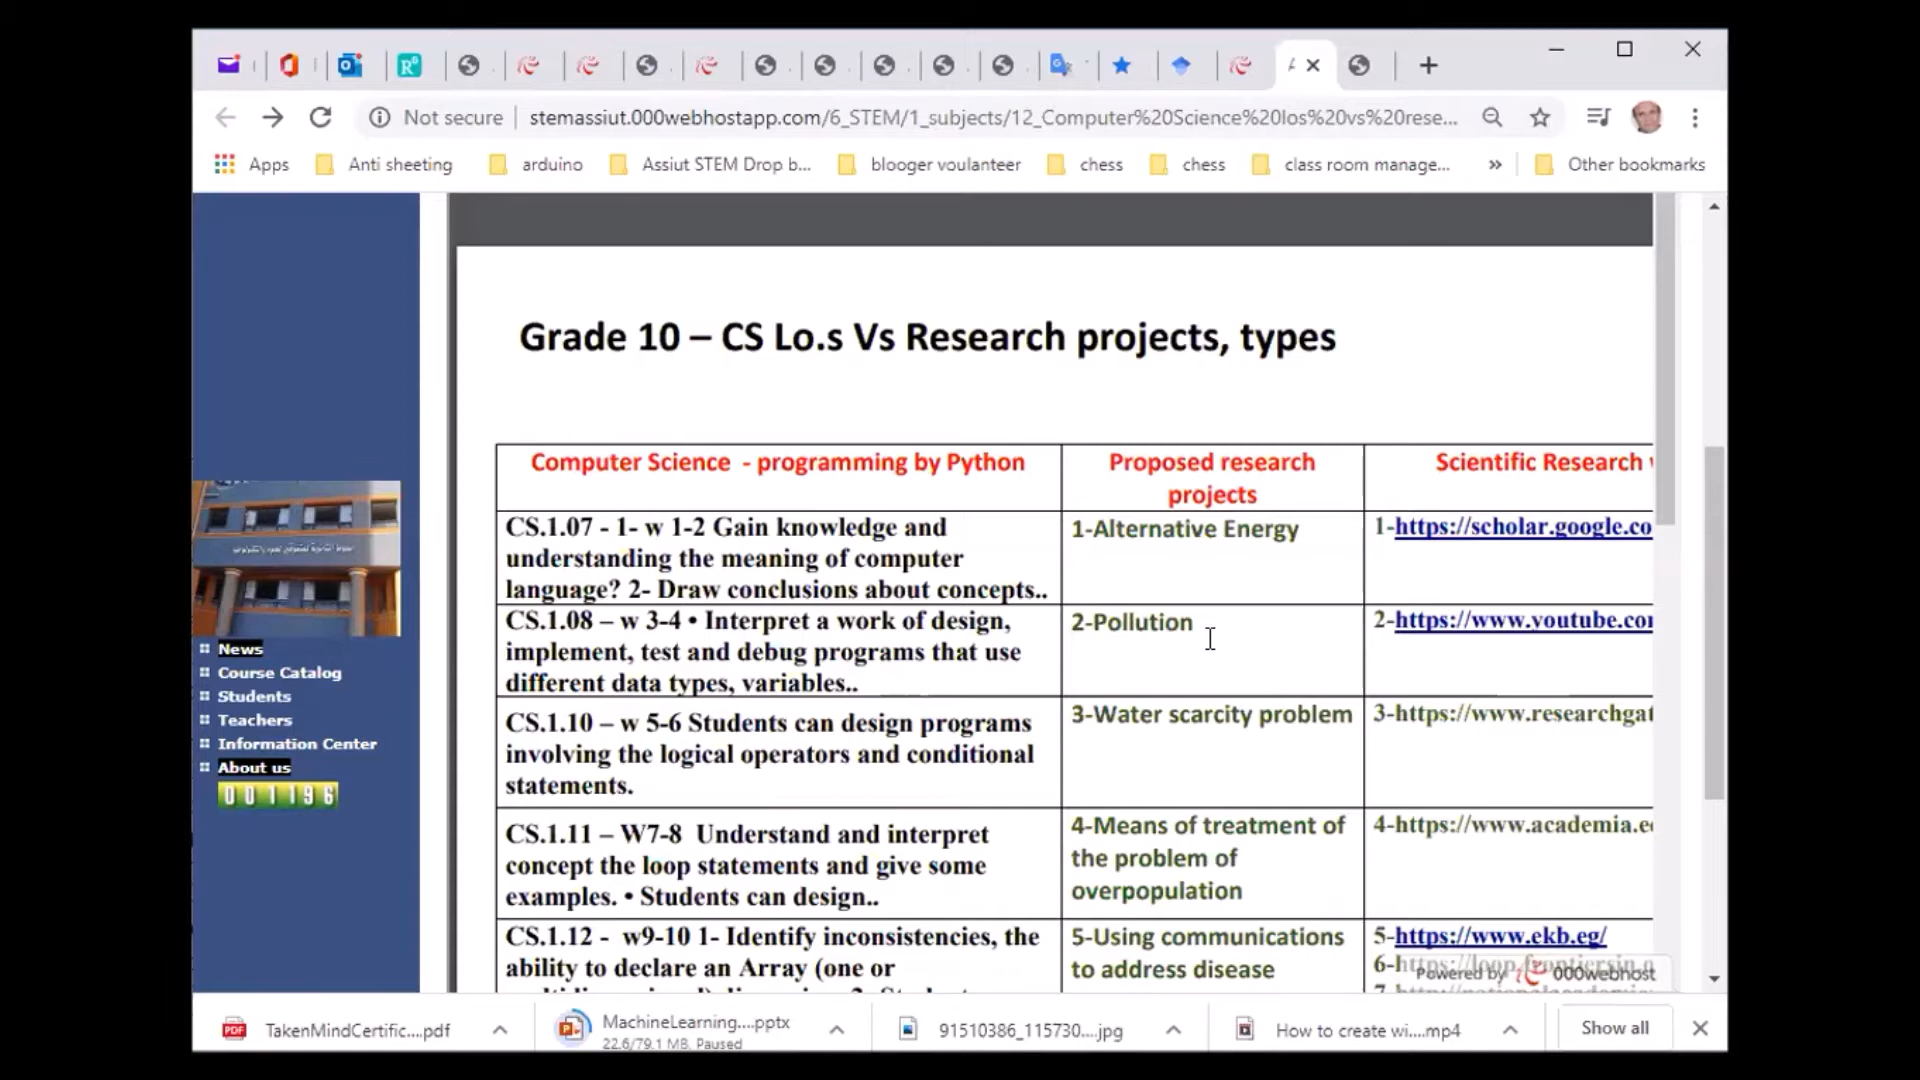 Not secure
stemassiut.000webhostapp.com/6_STEM/1_subjects/12_Computer%20Science%20los%20vs%20rese...
Apps
Anti sheeting
arduino
Assiut STEM Drop b...
blooger voulanteer
chess
chess
class room manage...
»
Other bookmarks
Grade 10 – CS Lo.s Vs Research projects, types
Computer Science - programming by Python
Proposed research
projects
Scientific Research
CS.1.07 - 1- w 1-2 Gain knowledge and
understanding the meaning of computer
language? 2- Draw conclusions about concepts..
1-Alternative Energy
1-https://scholar.google.co
CS.1.08 – w 3-4 • Interpret a work of design,
implement, test and debug programs that use
different data types, variables..
2-Pollution
2-https://www.youtube.co
CS.1.10 – w 5-6 Students can design programs
involving the logical operators and conditional
statements.
3-Water scarcity problem
3-https://www.researchgat
CS.1.11 – W7-8 Understand and interpret
concept the loop statements and give some
examples. • Students can design..
4-Means of treatment of
the problem of
overpopulation
4-https://www.academia.e
CS.1.12 - w9-10 1- Identify inconsistencies, the
ability to declare an Array (one or
5-Using communications
to address disease
5-https://www.ekb.eg/
Powered by 000webhost
News
Course Catalog
Students
Teachers
Information Center
About us
001196
TakenMindCertific....pdf
MachineLearning....pptx
22.6/79.1 MB, Paused
91510386_115730....jpg
How to create wi....mp4
Show all